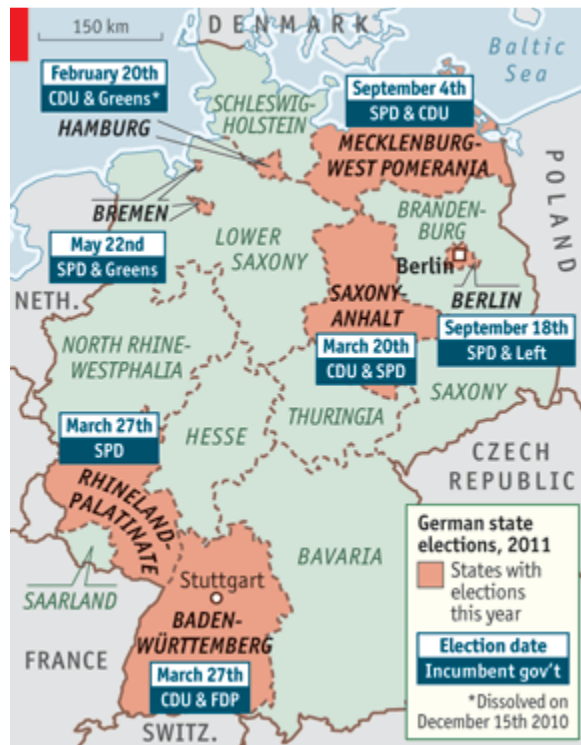 150 km
DENMARK
Baltic
Sea
February 20th
CDU & Greens*
HAMBURG
SCHLESWIG-
HOLSTEIN
September 4th
SPD & CDU
MECKLENBURG-
WEST POMERANIA
POLAND
BREMEN
May 22nd
SPD & Greens
LOWER
SAXONY
BRANDEN-
BURG
Berlin
BERLIN
September 18th
SPD & Left
NETH.
SAXONY-
ANHALT
March 20th
CDU & SPD
NORTH RHINE-
WESTPHALIA
SAXONY
THURINGIA
HESSE
March 27th
SPD
RHINELAND-
PALATINATE
CZECH
REPUBLIC
SAARLAND
BAVARIA
Stuttgart
BADEN-
WÜRTTEMBERG
March 27th
CDU & FDP
FRANCE
SWITZ.
German state
elections, 2011
States with
elections
this year
Election date
Incumbent gov't
*Dissolved on
December 15th 2010